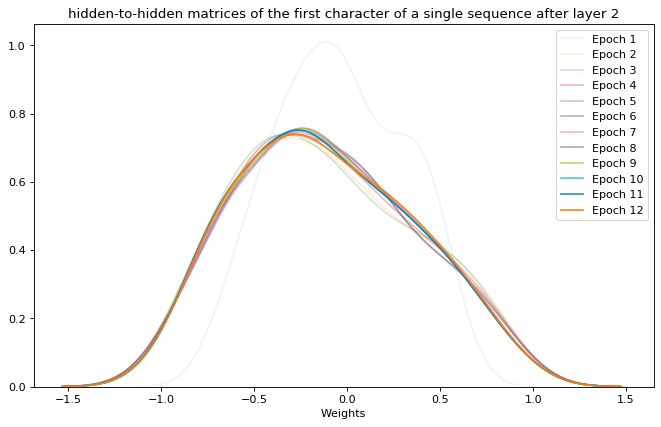 hidden-to-hidden matrices of the first character of a single sequence after layer 2
Epoch 1
Epoch 2
Epoch 3
Epoch 4
Epoch 5
Epoch 6
Epoch 7
Epoch 8
Epoch 9
Epoch 10
Epoch 11
Epoch 12
1.0
0.8
0.6
0.4
0.2
0.0
−1.5 −1.0 −0.5 0.0 0.5 1.0 1.5
Weights